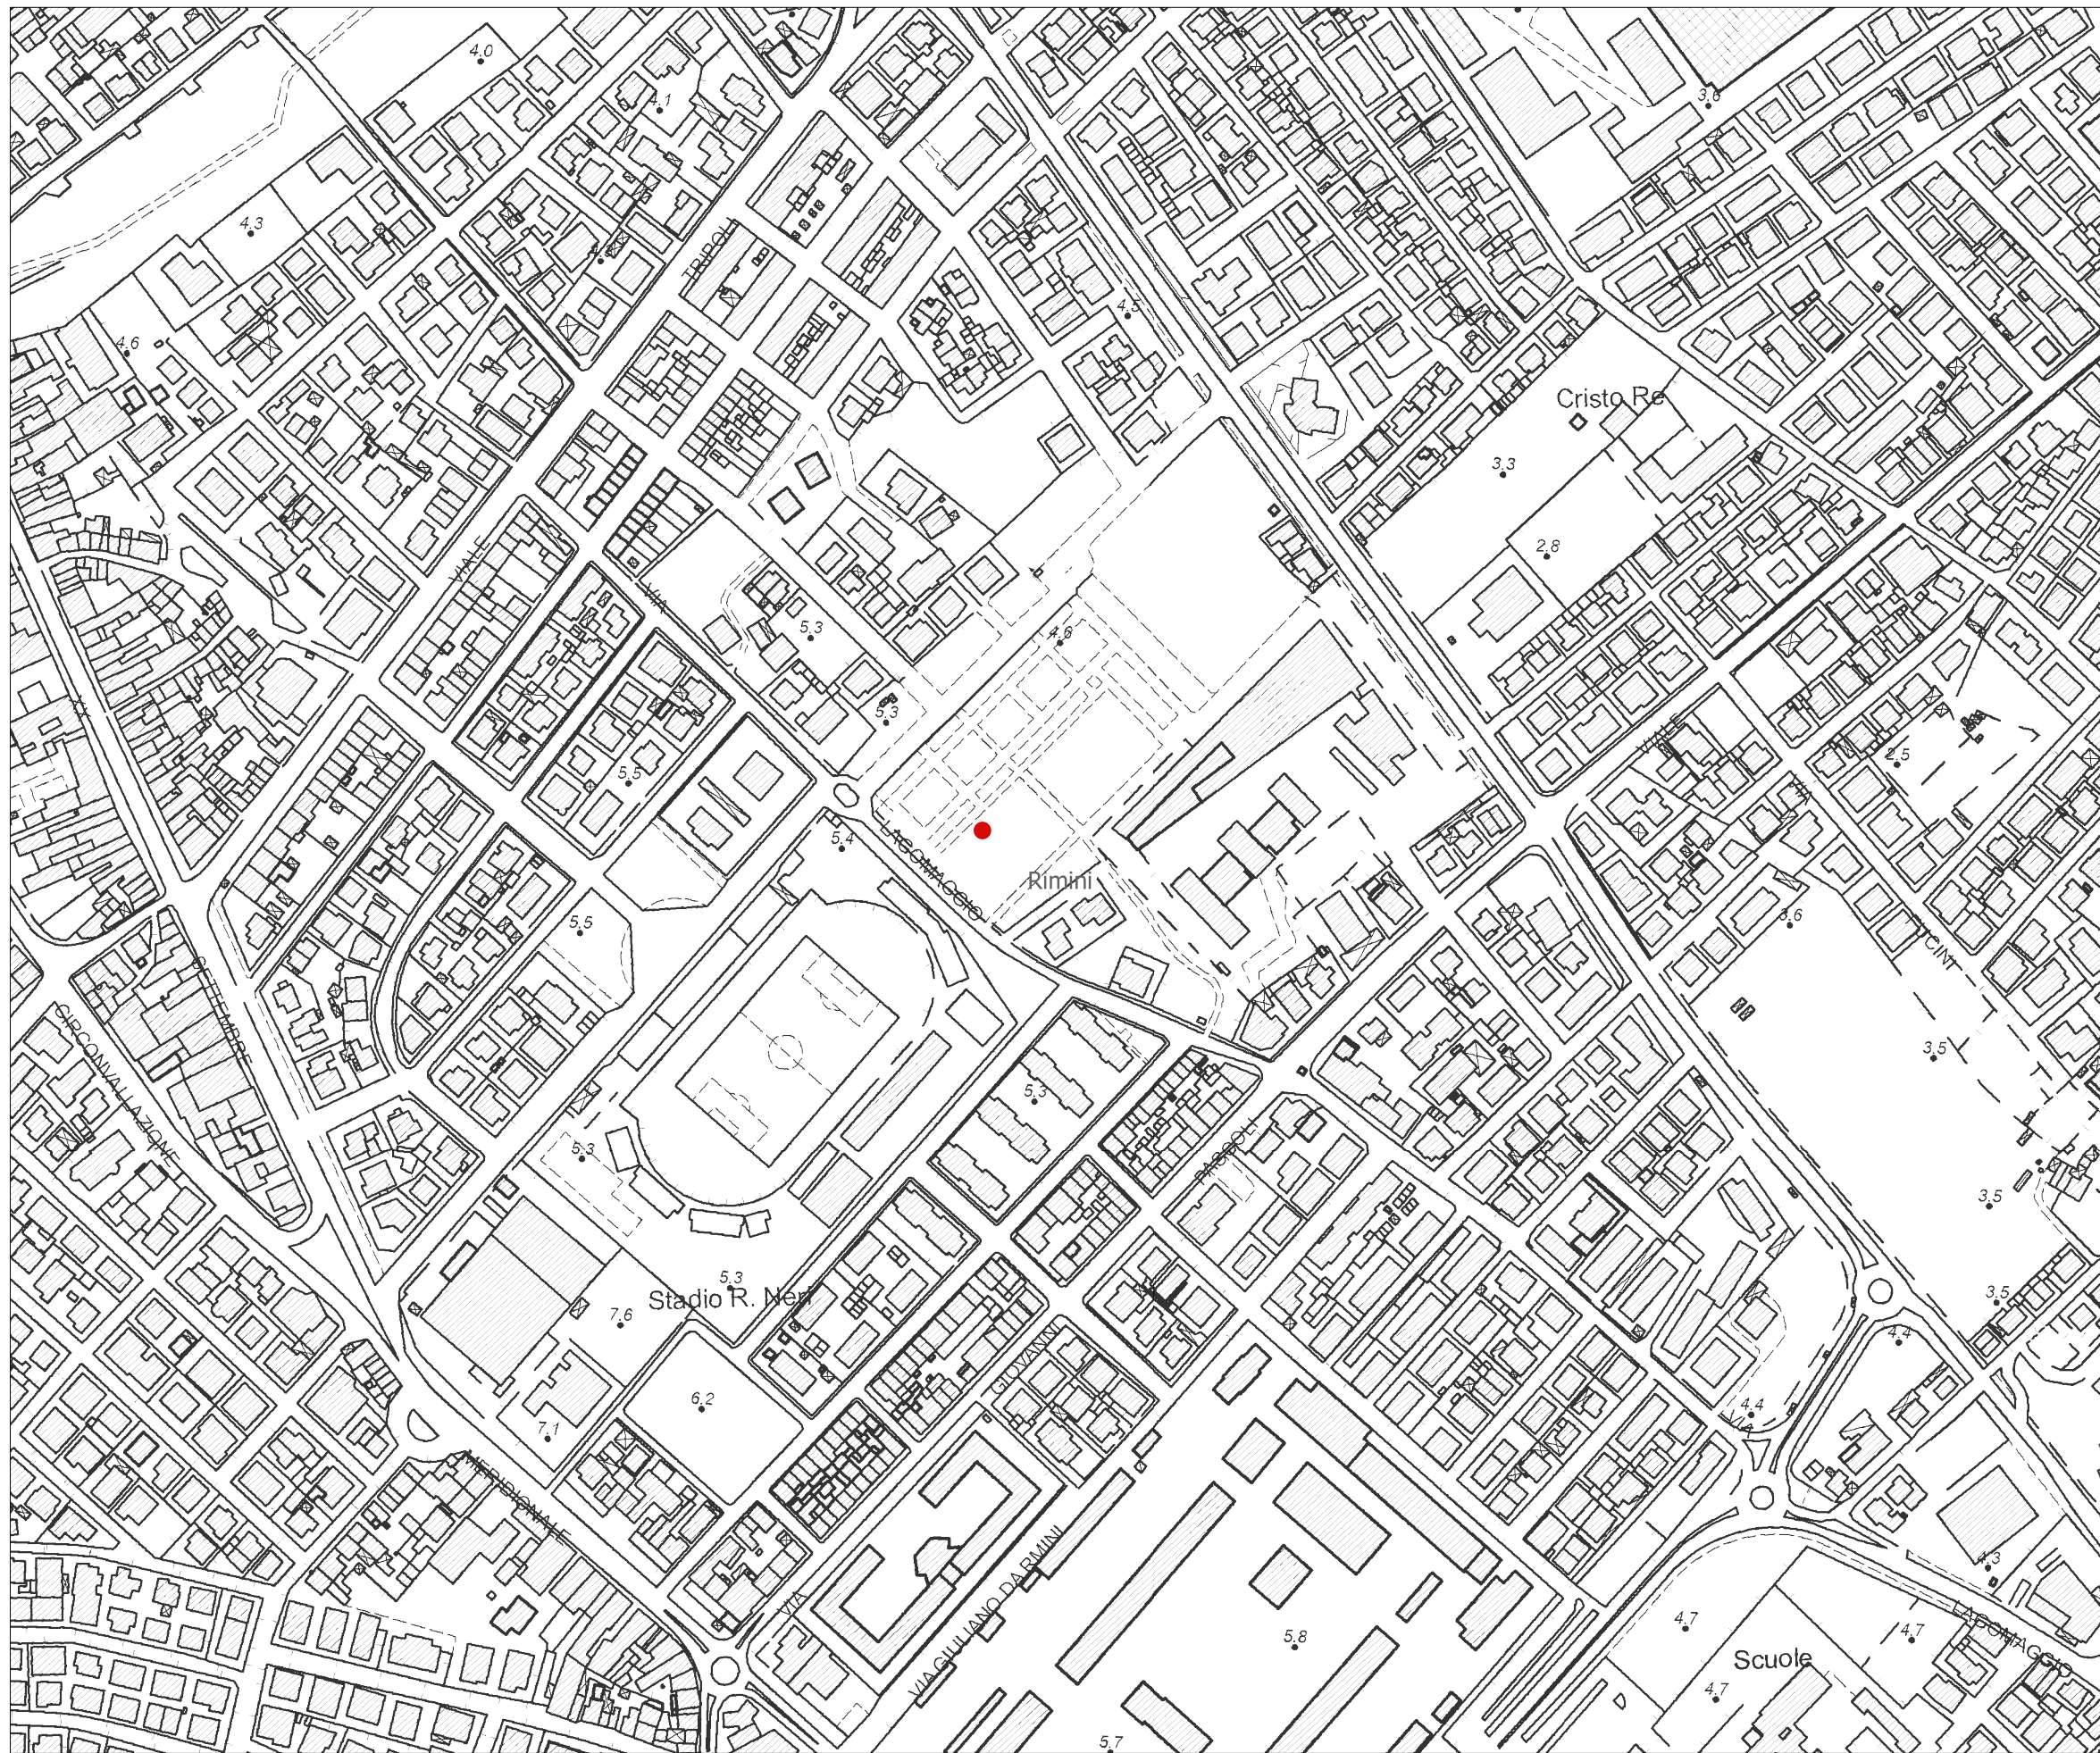 4.0
4.1
3.6
4.3
TRIPOLI
4.5
4.6
Cristo Re
3.3
2.8
VIALE
VIA
5.3
4.6
5.3
VIALE
2.5
VIA
5.5
5.4
LAGOMAGGIO
Rimini
3.6
5.5
UCINI
SETTEMBRE
CIRCONVALLAZIONE
3.5
5.3
5.3
PASCOLI
3.5
5.3
Stadio R. Neri
7.6
3.5
4.4
GIOVANNI
6.2
4.4
VIA
7.1
MERIDIONALE
4.3
VIA
VIA GIULIANO DA RIMINI
4.7
LAGOMAGGIO
4.7
5.8
Scuole
4.7
5.7